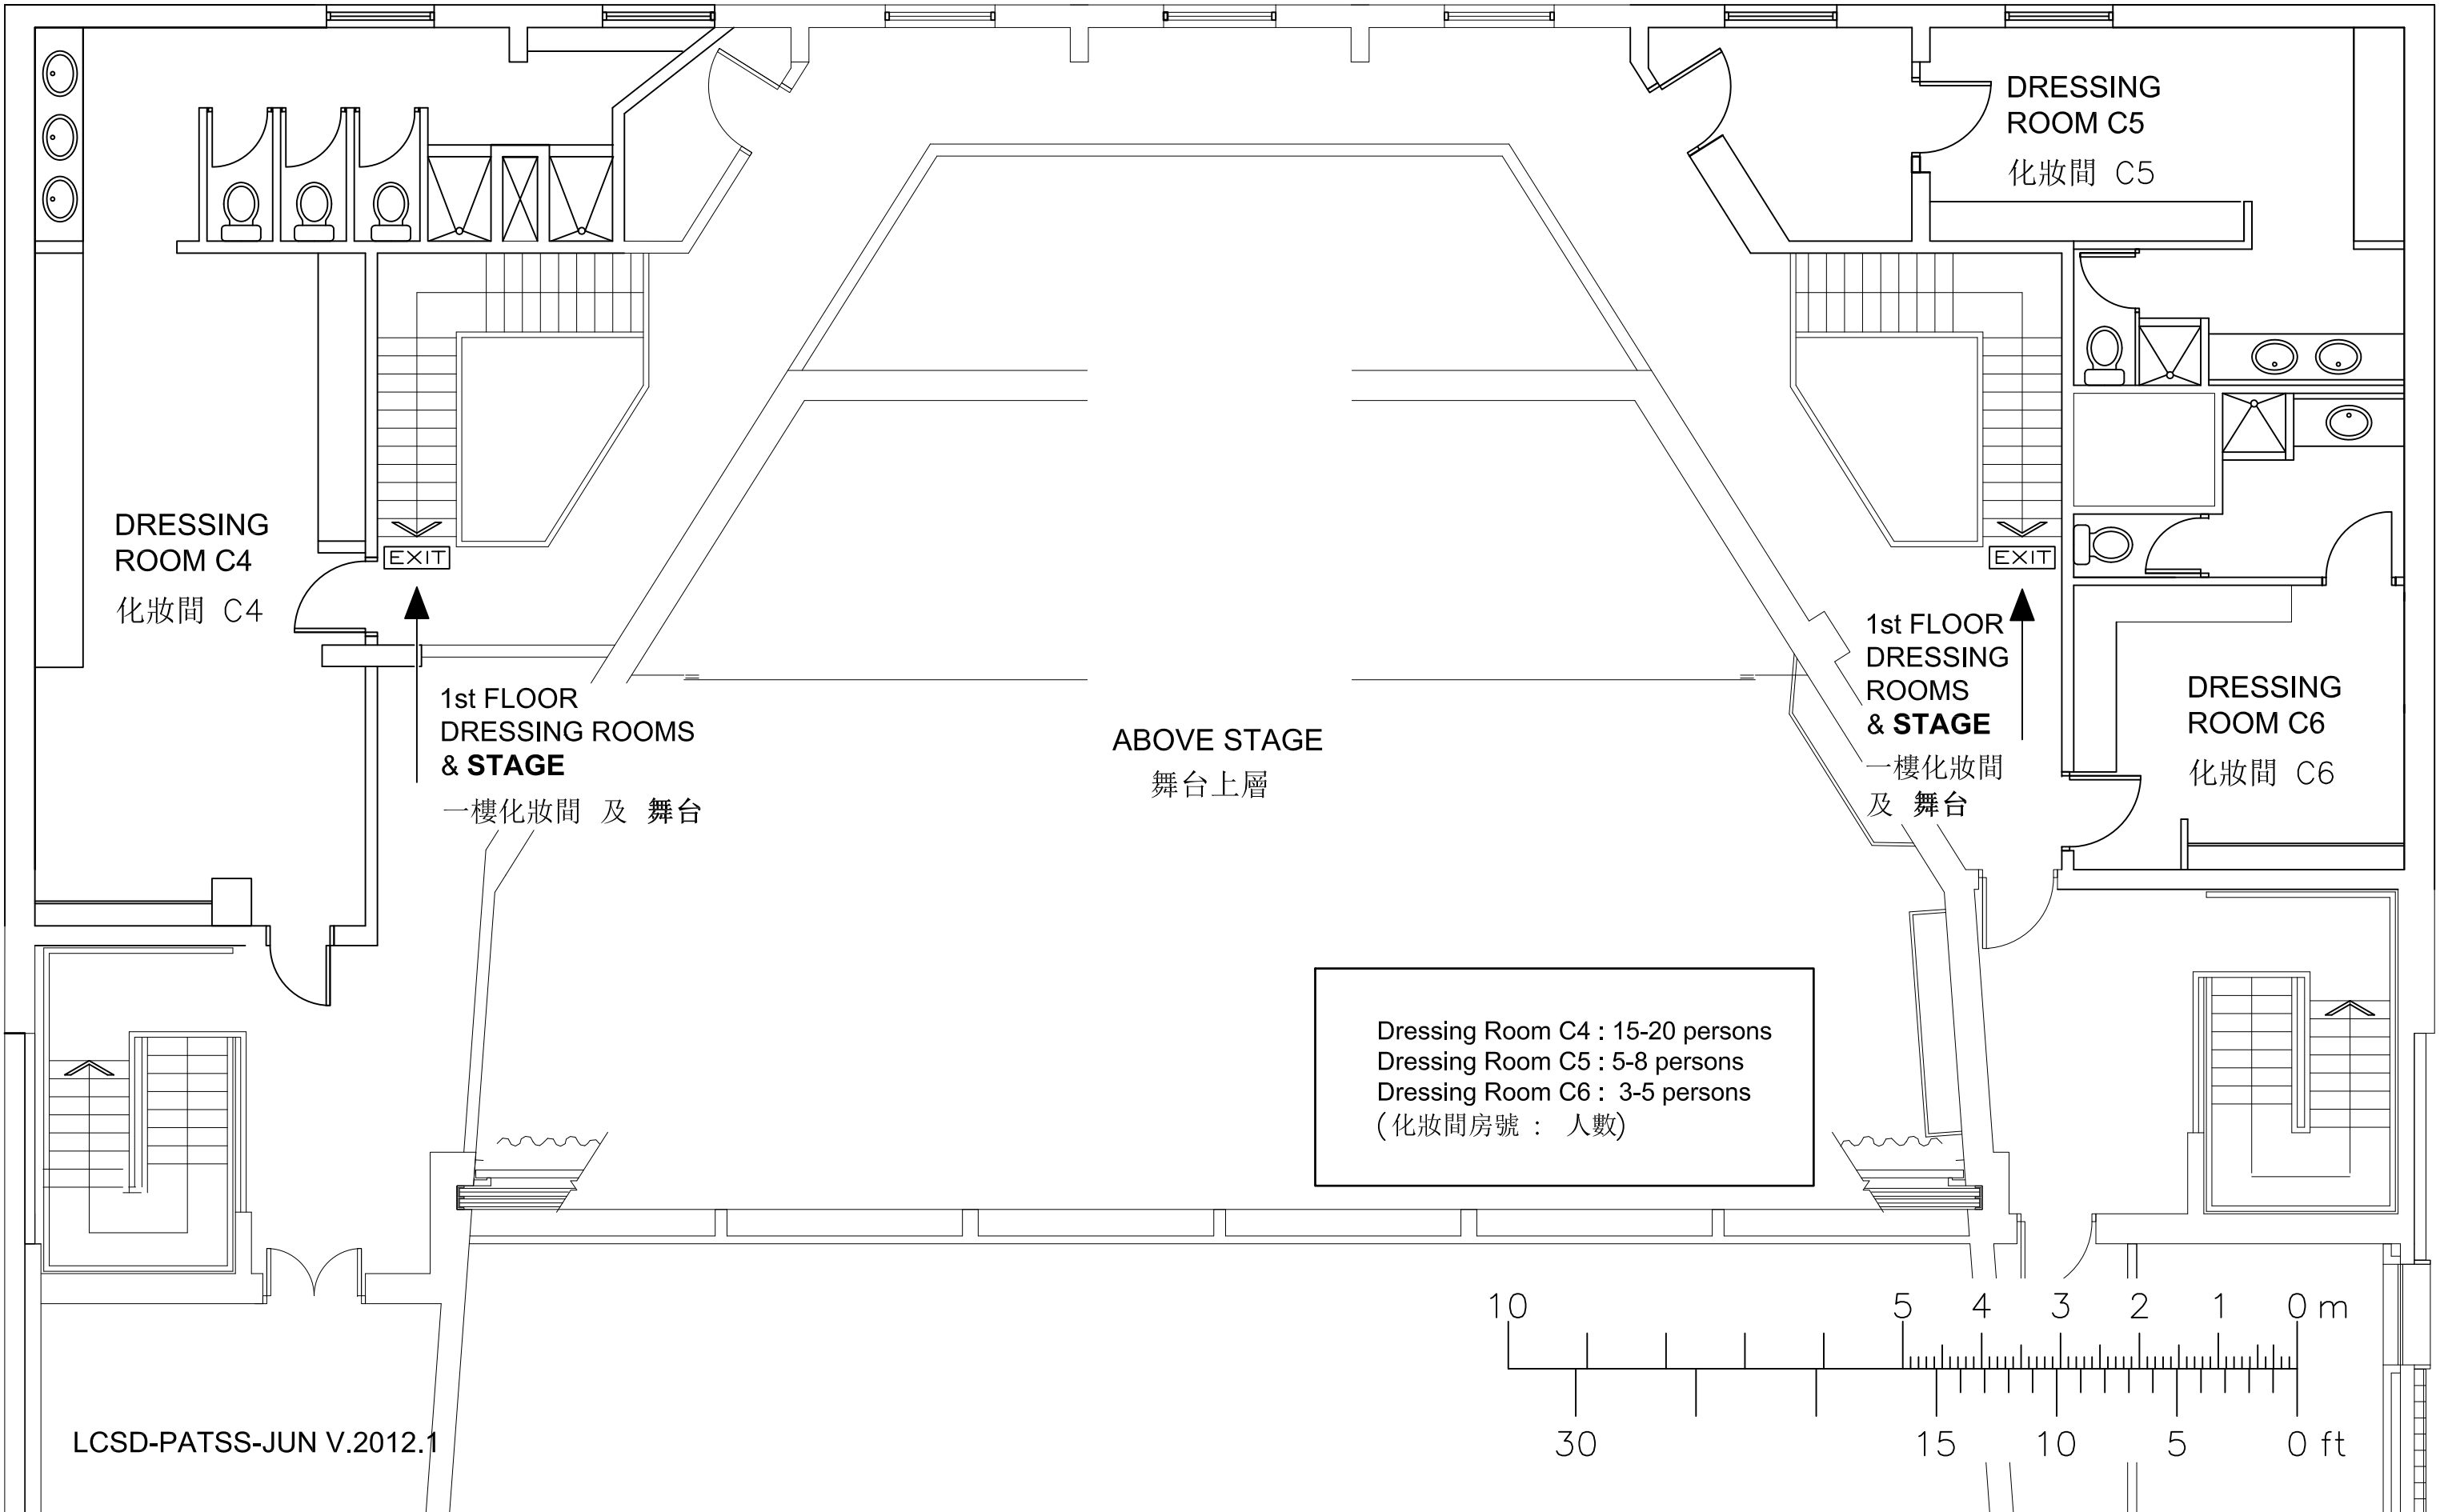 DRESSING
ROOM C5
化妝間 C5
DRESSING
ROOM C4
化妝間 C4
EXIT
EXIT
1st FLOOR
DRESSING ROOMS
& STAGE
一樓化妝間 及 舞台
ABOVE STAGE
舞台上層
1st FLOOR
DRESSING
ROOMS
& STAGE
一樓化妝間
及 舞台
DRESSING
ROOM C6
化妝間 C6
Dressing Room C4 : 15-20 persons
Dressing Room C5 : 5-8 persons
Dressing Room C6 : 3-5 persons
(化妝間房號 : 人數)
10 5 4 3 2 1 0 m
30 15 10 5 0 ft
LCSD-PATSS-JUN V.2012.1